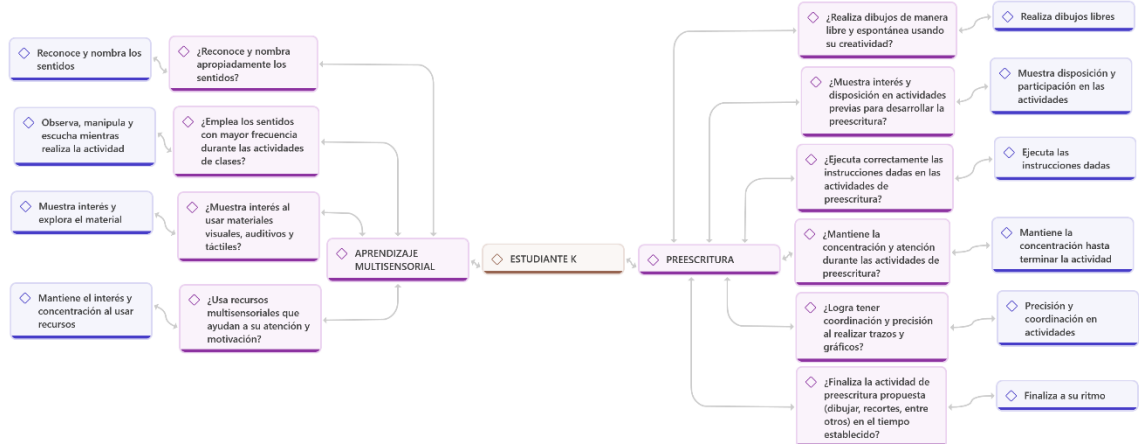 Reconoce y nombra los
sentidos
¿Reconoce y nombra
apropiadamente los
sentidos?
Observa, manipula y
escucha mientras
realiza la actividad
¿Emplea los sentidos
con mayor frecuencia
durante las actividades
de clases?
Muestra interés y
explora el material
¿Muestra interés al
usar materiales
visuales, auditivos y
táctiles?
Mantiene el interés y
concentración al usar
recursos
¿Usa recursos
multisensoriales que
ayudan a su atención y
motivación?
APRENDIZAJE
MULTISENSORIAL
ESTUDIANTE K
PREESCRITURA
¿Realiza dibujos de manera
libre y espontánea usando
su creatividad?
Realiza dibujos libres
¿Muestra interés y
disposición en actividades
previas para desarrollar la
preescritura?
Muestra disposición y
participación en las
actividades
¿Ejecuta correctamente las
instrucciones dadas en las
actividades de
preescritura?
Ejecuta las
instrucciones dadas
¿Mantiene la
concentración y atención
durante las actividades de
preescritura?
Mantiene la
concentración hasta
terminar la actividad
¿Logra tener
coordinación y precisión
al realizar trazos y
gráficos?
Precisión y
coordinación en
actividades
¿Finaliza la actividad de
preescritura propuesta
(dibujar, recortes, entre
otros) en el tiempo
establecido?
Finaliza a su ritmo